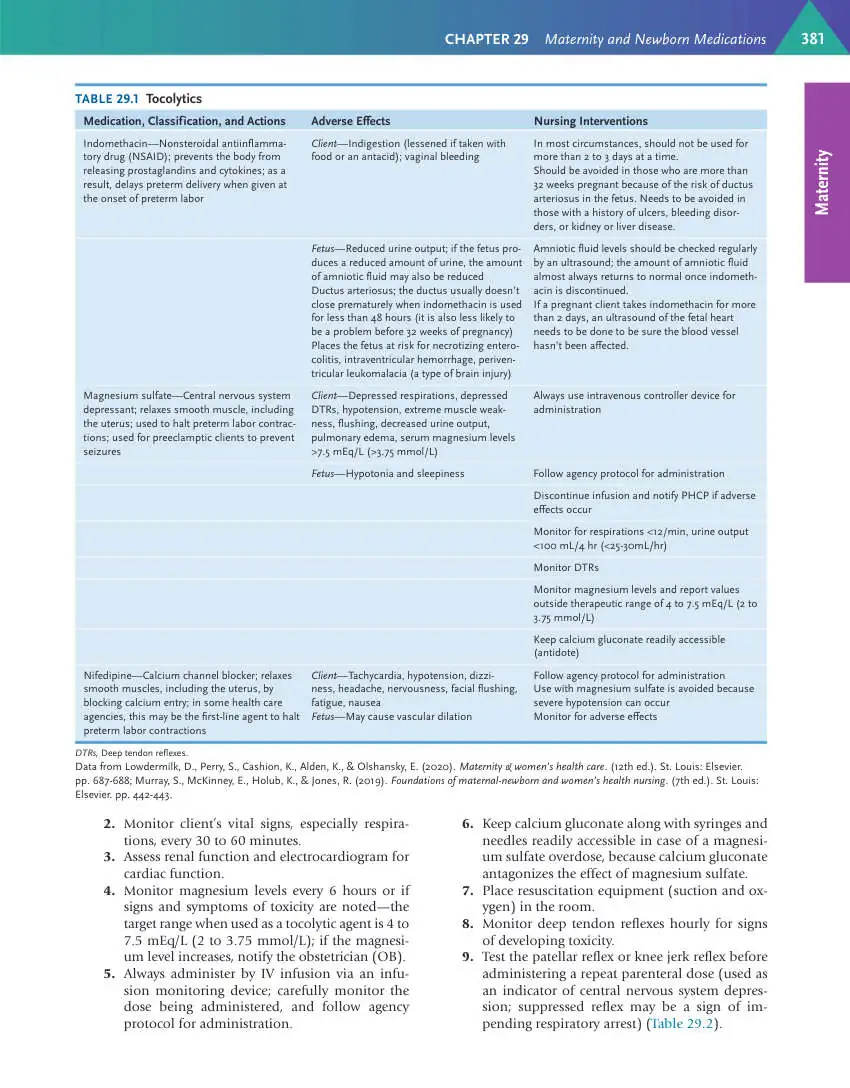 CHAPTER 29 Maternity and Newborn Medications 381
Maternity
TABLE 29.1 Tocolytics
Medication, Classification, and Actions
Adverse Effects
Nursing Interventions
Indomethacin—Nonsteroidal antiinflamma-
tory drug (NSAID); prevents the body from
releasing prostaglandins and cytokines; as a
result, delays preterm delivery when given at
the onset of preterm labor
Client—Indigestion (lessened if taken with
food or an antacid); vaginal bleeding
In most circumstances, should not be used for
more than 2 to 3 days at a time.
Should be avoided in those who are more than
32 weeks pregnant because of the risk of ductus
arteriosus in the fetus. Needs to be avoided in
those with a history of ulcers, bleeding disor-
ders, or kidney or liver disease.
Fetus—Reduced urine output; if the fetus pro-
duces a reduced amount of urine, the amount
of amniotic fluid may also be reduced
Ductus arteriosus; the ductus usually doesn't
close prematurely when indomethacin is used
for less than 48 hours (it is also less likely to
be a problem before 32 weeks of pregnancy)
Places the fetus at risk for necrotizing entero-
colitis, intraventricular hemorrhage, periven-
tricular leukomalacia (a type of brain injury)
Amniotic fluid levels should be checked regularly
by an ultrasound; the amount of amniotic fluid
almost always returns to normal once indometh-
acin is discontinued.
If a pregnant client takes indomethacin for more
than 2 days, an ultrasound of the fetal heart
needs to be done to be sure the blood vessel
hasn't been affected.
Magnesium sulfate—Central nervous system
depressant; relaxes smooth muscle, including
the uterus; used to halt preterm labor contrac-
tions; used for preeclamptic clients to prevent
seizures
Client—Depressed respirations, depressed
DTRs, hypotension, extreme muscle weak-
ness, flushing, decreased urine output,
pulmonary edema, serum magnesium levels
>7.5 mEq/L (>3.75 mmol/L)
Always use intravenous controller device for
administration
Fetus—Hypotonia and sleepiness
Follow agency protocol for administration
Discontinue infusion and notify PHCP if adverse
effects occur
Monitor for respirations <12/min, urine output
<100 mL/4 hr (<25-30mL/hr)
Monitor DTRs
Monitor magnesium levels and report values
outside therapeutic range of 4 to 7.5 mEq/L (2 to
3.75 mmol/L)
Keep calcium gluconate readily accessible
(antidote)
Nifedipine—Calcium channel blocker; relaxes
smooth muscles, including the uterus, by
blocking calcium entry; in some health care
agencies, this may be the first-line agent to halt
preterm labor contractions
Client—Tachycardia, hypotension, dizzi-
ness, headache, nervousness, facial flushing,
fatigue, nausea
Fetus—May cause vascular dilation
Follow agency protocol for administration
Use with magnesium sulfate is avoided because
severe hypotension can occur
Monitor for adverse effects
DTRs, Deep tendon reflexes.
Data from Lowdermilk, D., Perry, S., Cashion, K., Alden, K., & Olshansky, E. (2020). Maternity & women's health care. (12th ed.). St. Louis: Elsevier.
pp. 687-688; Murray, S., McKinney, E., Holub, K., & Jones, R. (2019). Foundations of maternal-newborn and women's health nursing. (7th ed.). St. Louis:
Elsevier. pp. 442-443.
2. Monitor client's vital signs, especially respira-
tions, every 30 to 60 minutes.
3. Assess renal function and electrocardiogram for
cardiac function.
4. Monitor magnesium levels every 6 hours or if
signs and symptoms of toxicity are noted—the
target range when used as a tocolytic agent is 4 to
7.5 mEq/L (2 to 3.75 mmol/L); if the magnesi-
um level increases, notify the obstetrician (OB).
5. Always administer by IV infusion via an infu-
sion monitoring device; carefully monitor the
dose being administered, and follow agency
protocol for administration.
6. Keep calcium gluconate along with syringes and
needles readily accessible in case of a magnesi-
um sulfate overdose, because calcium gluconate
antagonizes the effect of magnesium sulfate.
7. Place resuscitation equipment (suction and ox-
ygen) in the room.
8. Monitor deep tendon reflexes hourly for signs
of developing toxicity.
9. Test the patellar reflex or knee jerk reflex before
administering a repeat parenteral dose (used as
an indicator of central nervous system depres-
sion; suppressed reflex may be a sign of im-
pending respiratory arrest) (Table 29.2).